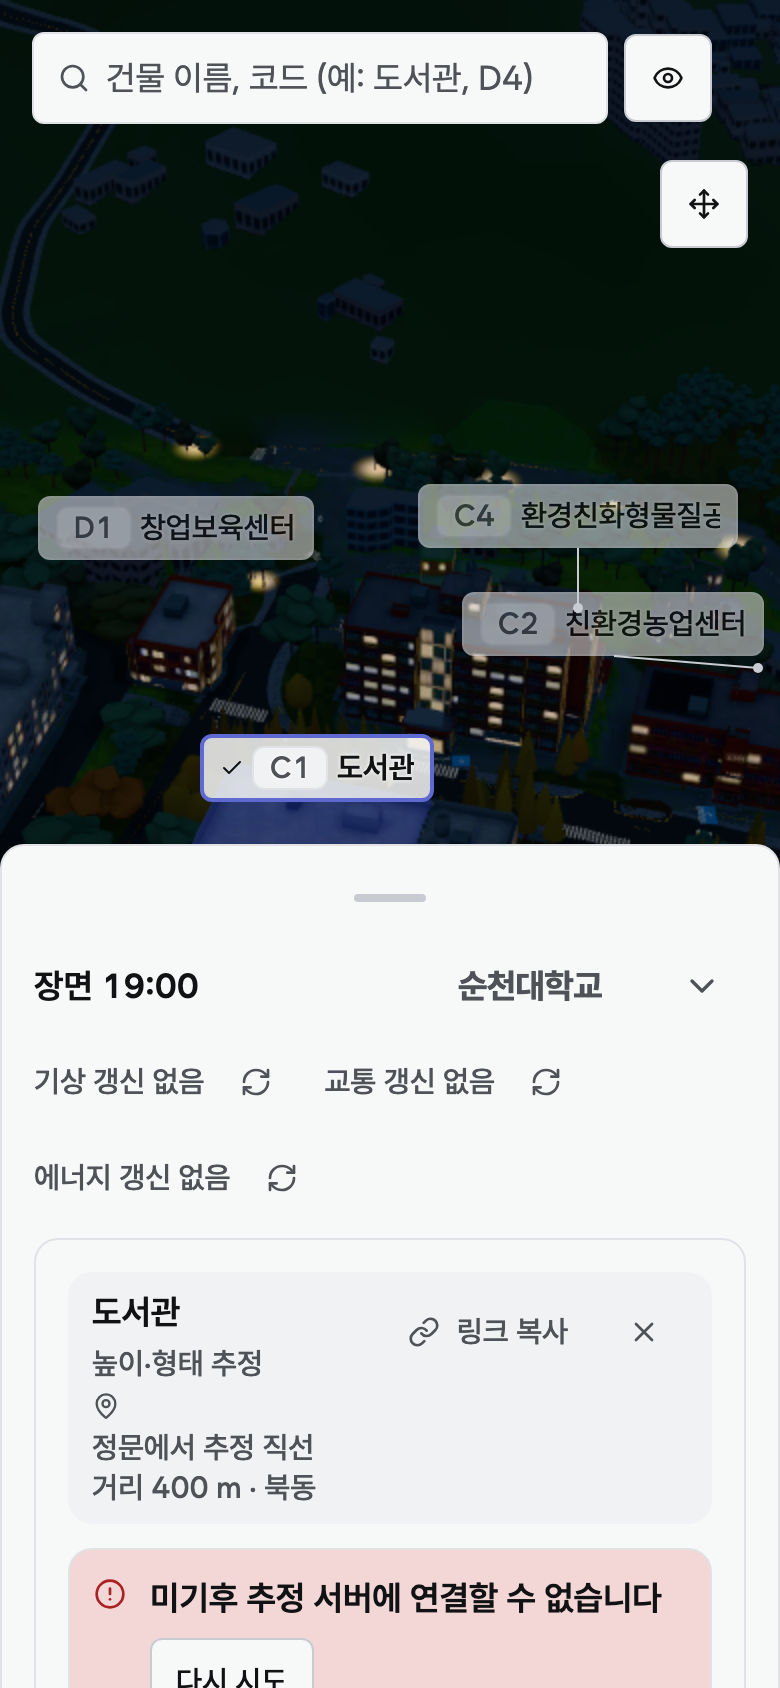 건물 이름, 코드 (예: 도서관, D4)
C4 환경친화형물질공
D1 창업보육센터
C2 친환경농업센터
C1 도서관
장면 19:00 순천대학교
기상 갱신 없음 교통 갱신 없음
에너지 갱신 없음
도서관
링크 복사
높이·형태 추정
정문에서 추정 직선
거리 400 m · 북동
미기후 추정 서버에 연결할 수 없습니다
다시 시도